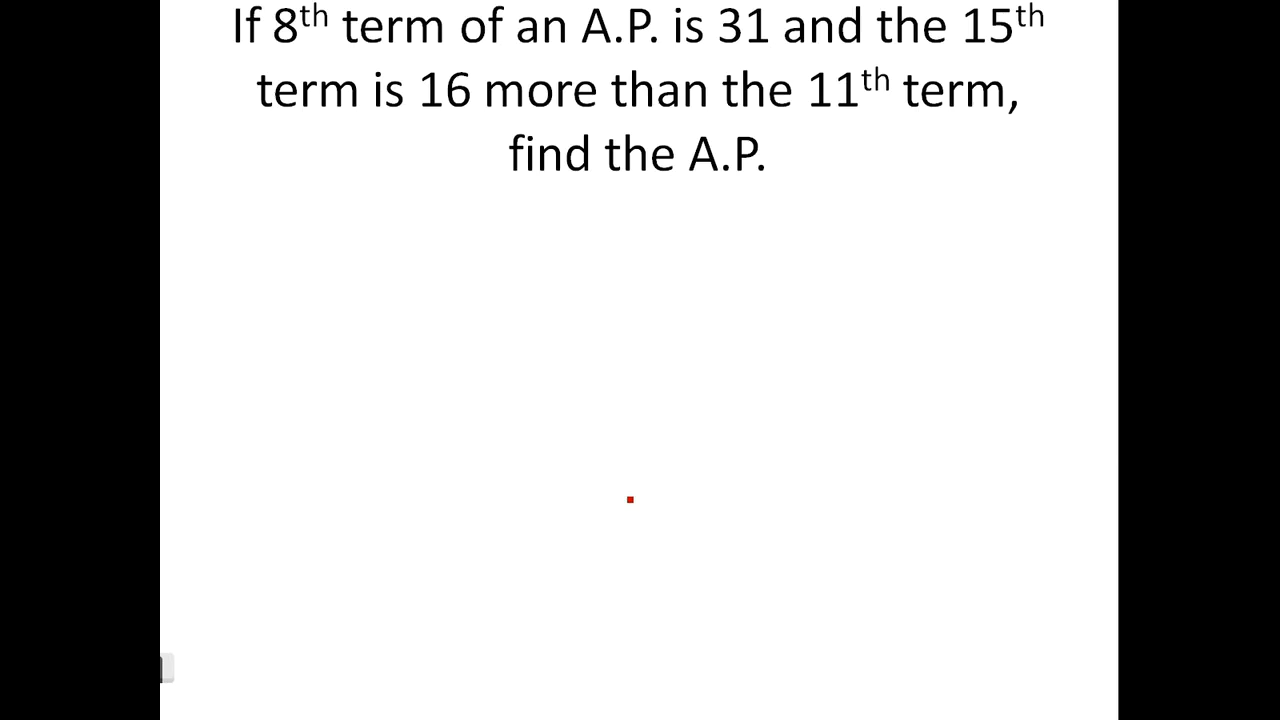 If 8th term of an A.P. is 31 and the 15th
term is 16 more than the 11th term,
find the A.P.